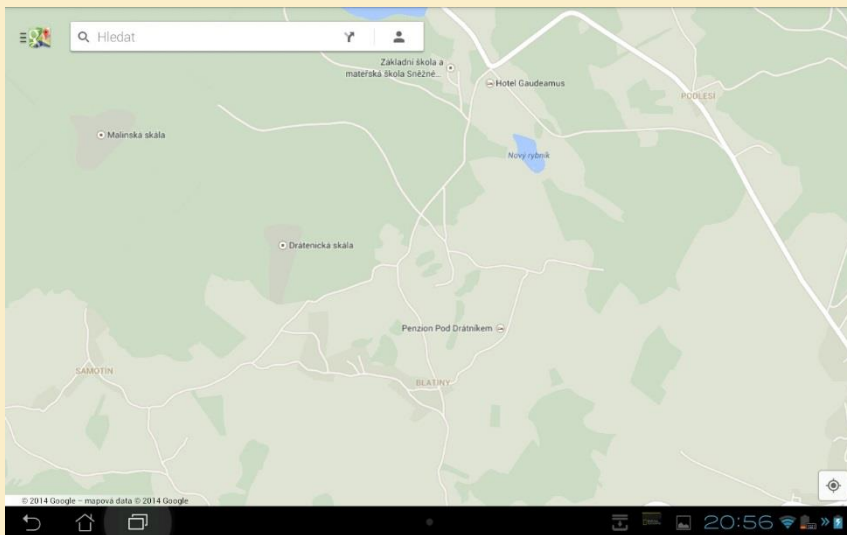 Hledat
Základní škola a
mateřská škola Sněžné...
Hotel Gaudeamus
PODLESÍ
Malinská skála
Nový rybník
Drátenická skála
Penzion Pod Drátníkem
SAMOTÍN
BLATINY
© 2014 Google – mapová data © 2014 Google
20:56